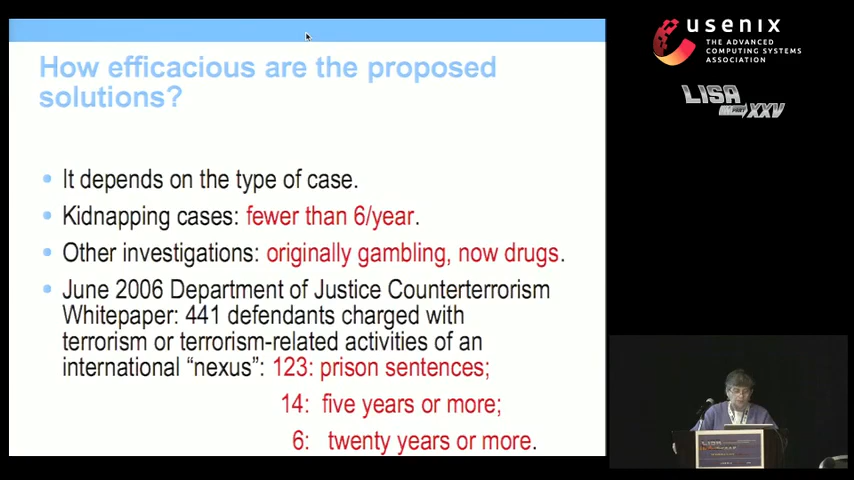 How efficacious are the proposed
solutions?
• It depends on the type of case.
• Kidnapping cases: fewer than 6/year.
• Other investigations: originally gambling, now drugs.
• June 2006 Department of Justice Counterterrorism
Whitepaper: 441 defendants charged with
terrorism or terrorism-related activities of an
international “nexus”: 123: prison sentences;
14: five years or more;
6: twenty years or more.
usenix
THE ADVANCED
COMPUTING SYSTEMS
ASSOCIATION
LISA
XXV